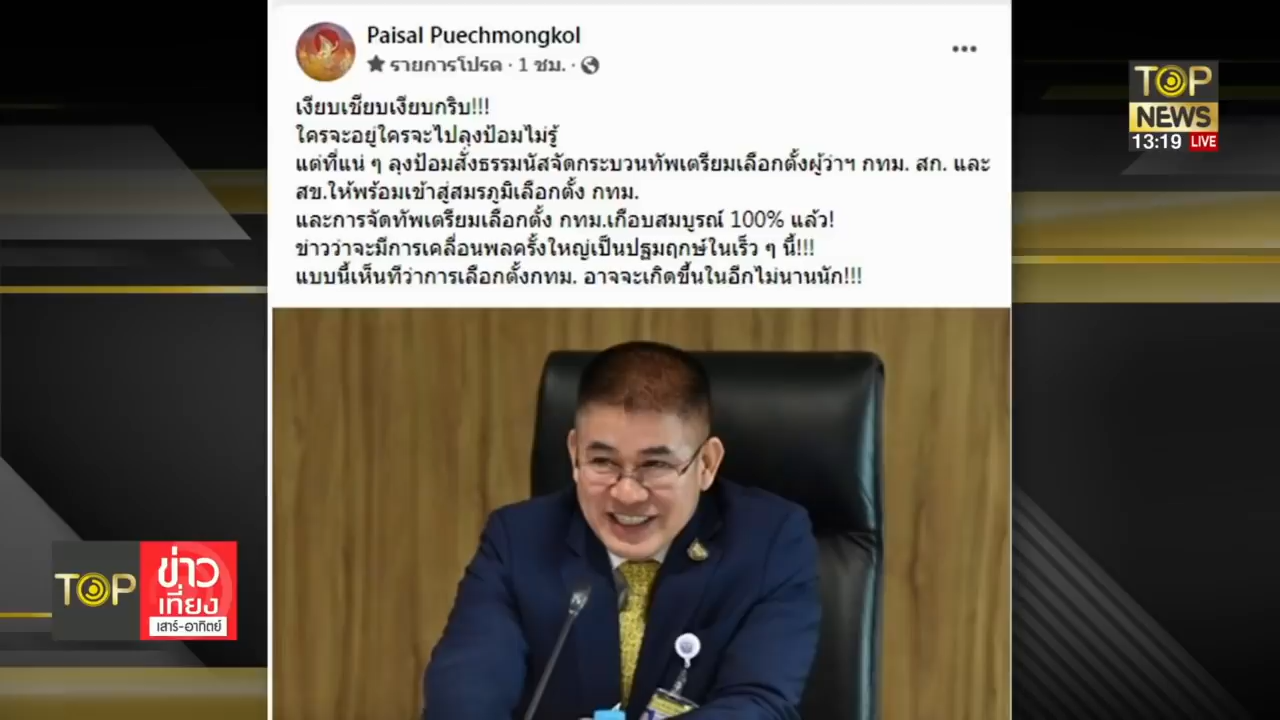 Paisal Puechmongkol
รายการโปรด · 1 ชม. ·
เงียบเชียบเงียบกริบ!!!
ใครจะอยู่ใครจะไปลุงป้อมไม่รู้
แต่ที่แน่ ๆ ลุงป้อมสั่งธรรมนัสจัดกระบวนทัพเตรียมเลือกตั้งผู้ว่าฯ กทม. สก. และ
สข.ให้พร้อมเข้าสู่สมรภูมิเลือกตั้ง กทม.
และการจัดทัพเตรียมเลือกตั้ง กทม.เกือบสมบูรณ์ 100% แล้ว!
ข่าวว่าจะมีการเคลื่อนพลครั้งใหญ่เป็นปฐมฤกษ์ในเร็ว ๆ นี้!!!
แบบนี้เห็นทีว่าการเลือกตั้งกทม. อาจจะเกิดขึ้นในอีกไม่นานนัก!!!
TOP
NEWS
13:19 LIVE
TOP
ข่าว
เที่ยง
เสาร์-อาทิตย์